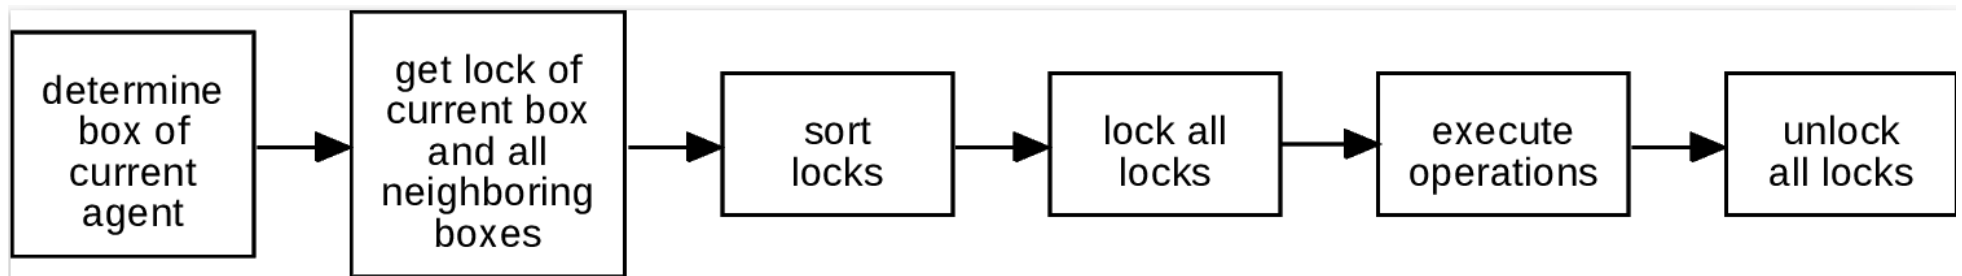 determine
box of
current
agent
get lock of
current box
and all
neighboring
boxes
sort
locks
lock all
locks
execute
operations
unlock
all locks